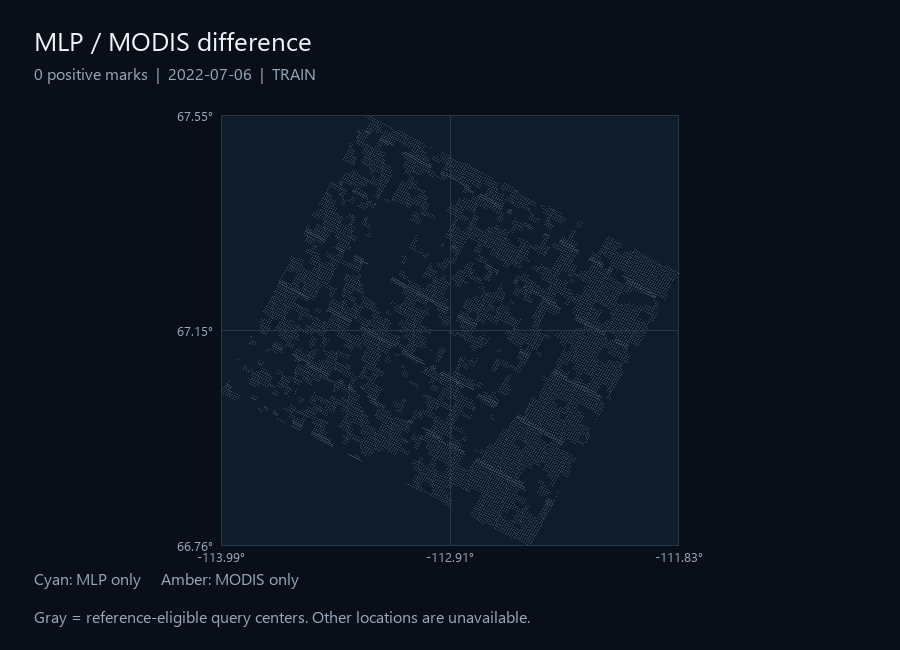 MLP / MODIS difference
0 positive marks | 2022-07-06 | TRAIN
67.55°
67.15°
66.76°
-113.99° -112.91° -111.83°
Cyan: MLP only Amber: MODIS only
Gray = reference-eligible query centers. Other locations are unavailable.